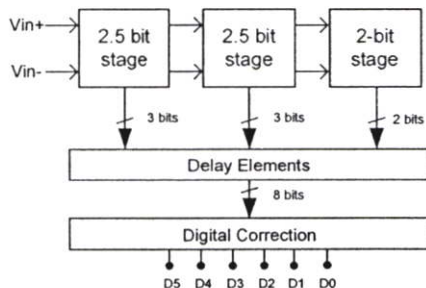 Vin+
Vin-
2.5 bit
stage
2.5 bit
stage
2-bit
stage
3 bits
3 bits
2 bits
Delay Elements
8 bits
Digital Correction
D5 D4 D3 D2 D1 D0